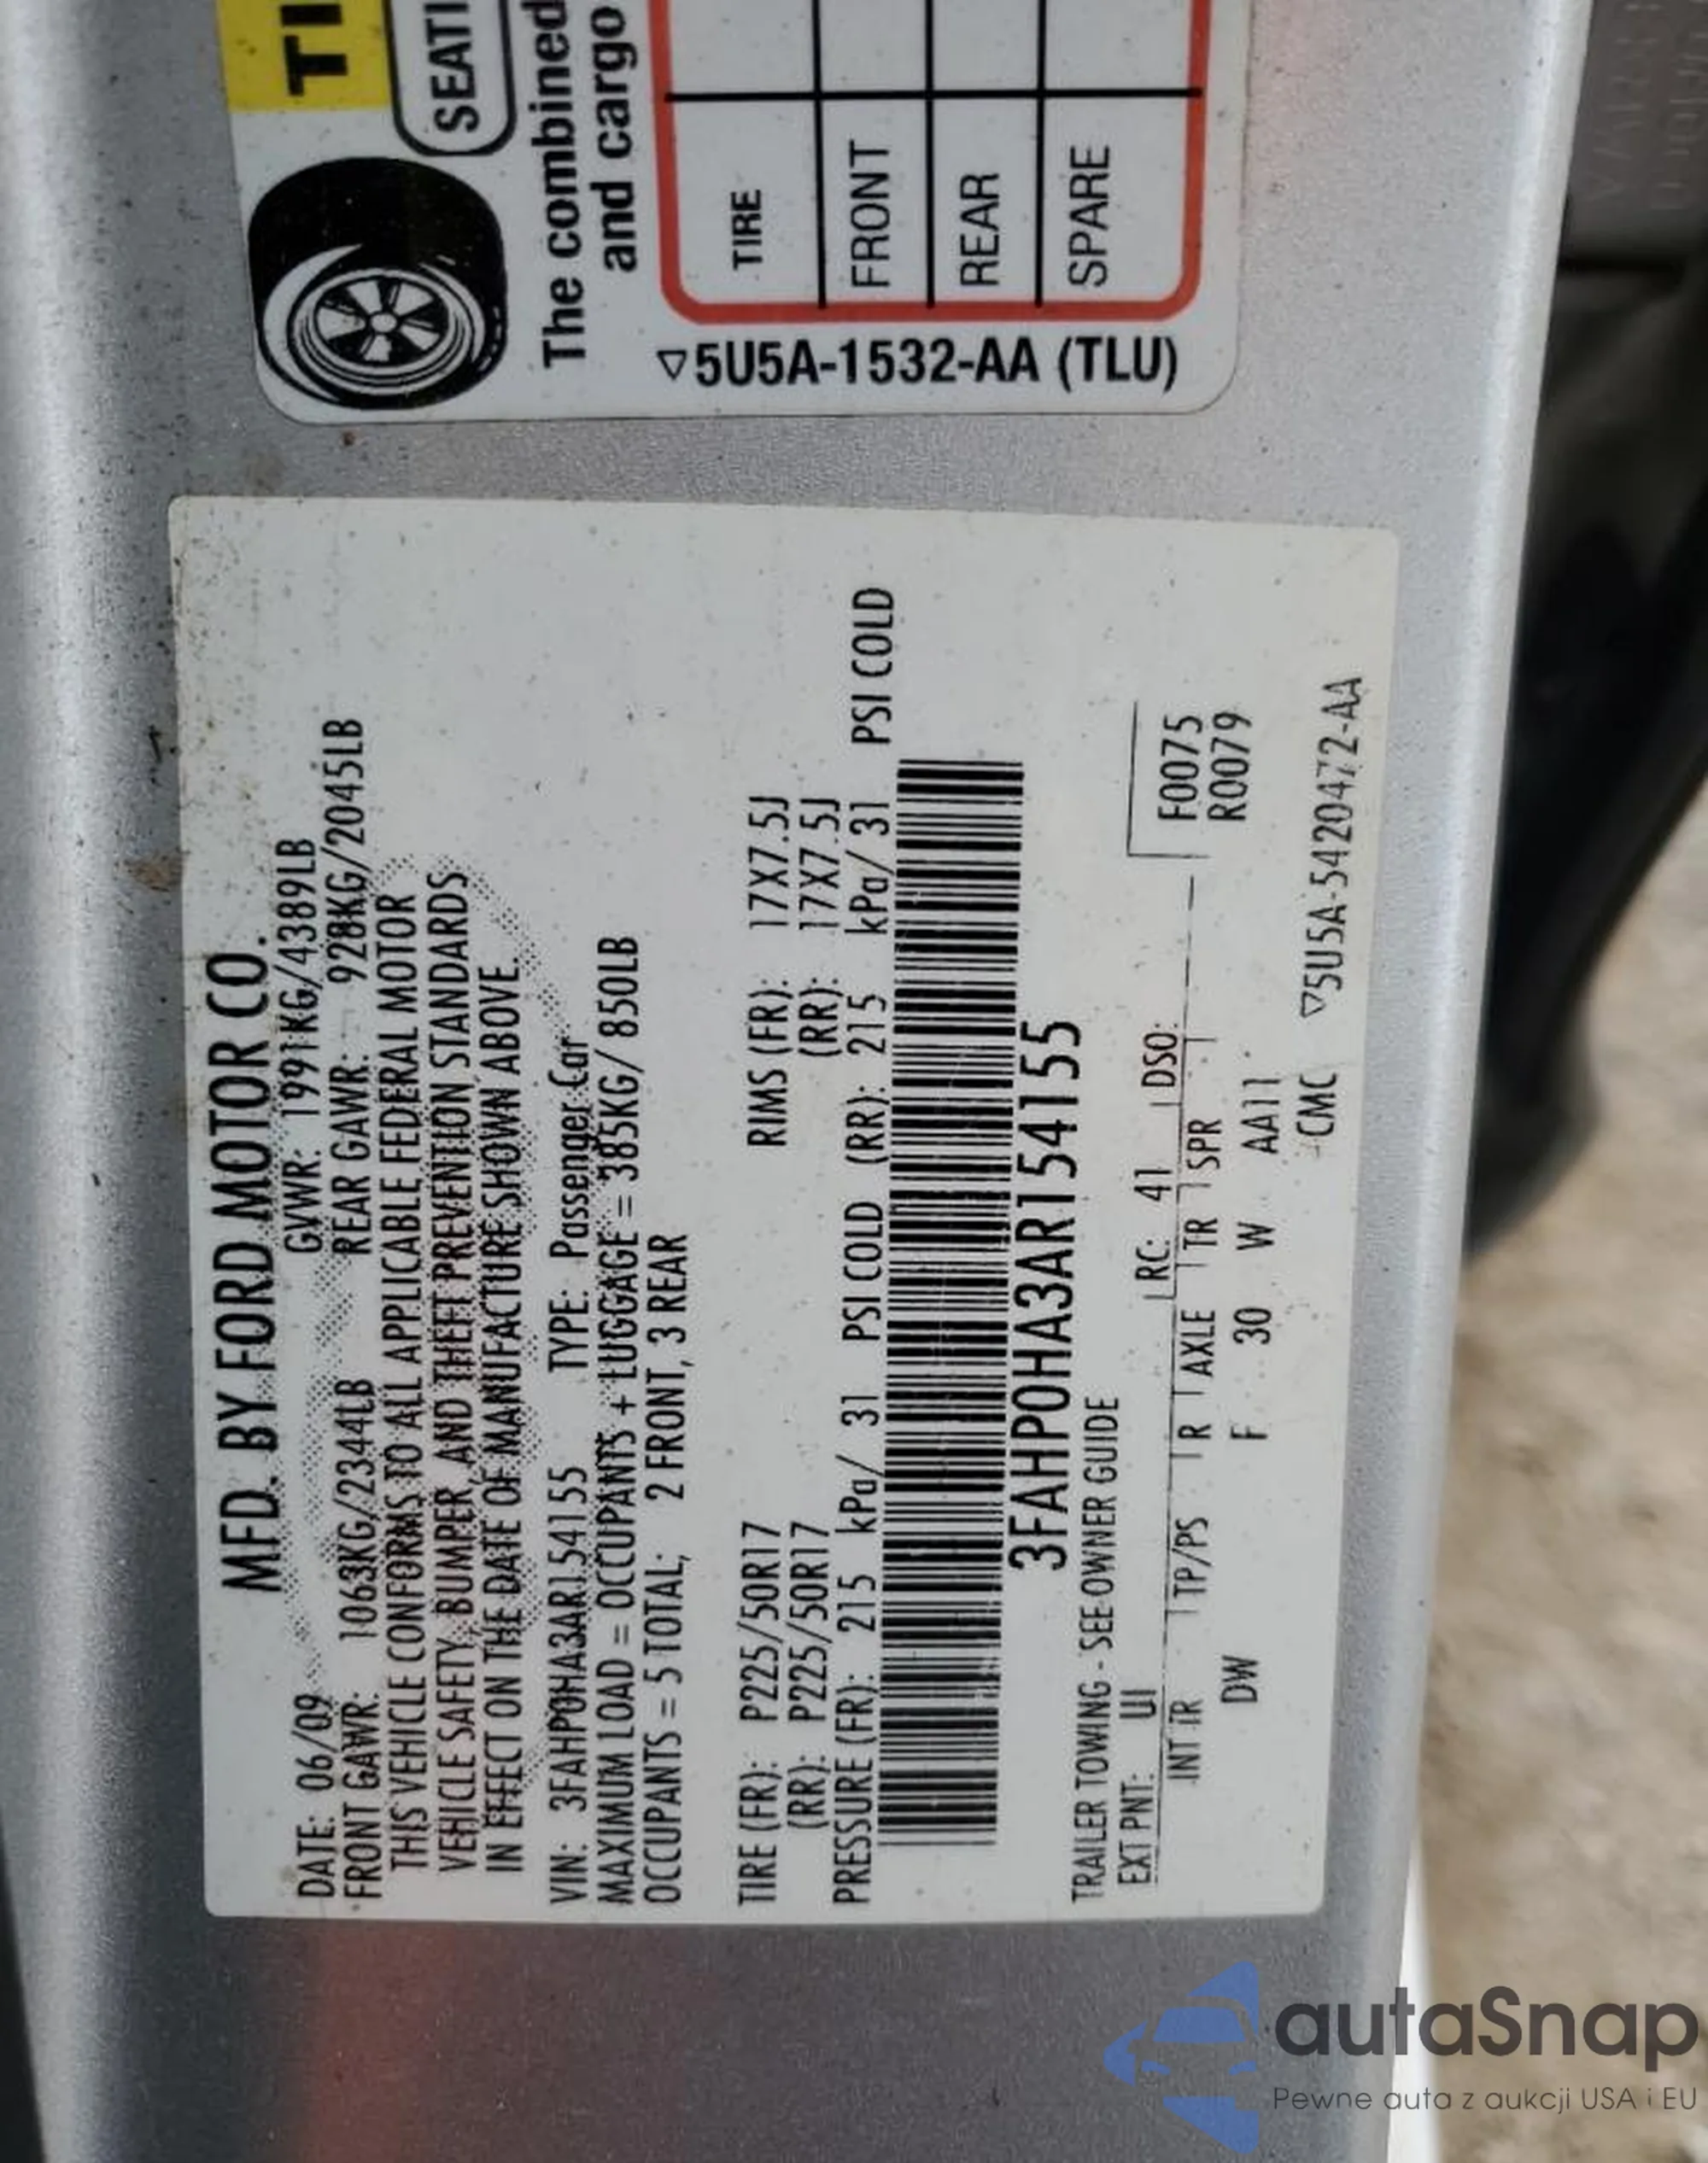 MFD. BY FORD MOTOR CO.
DATE: 06/09 GVWR: 1991KG/4389LB
FRONT GAWR: 1063KG/2344LB REAR GAWR: 928KG/2045LB
THIS VEHICLE CONFORMS TO ALL APPLICABLE FEDERAL MOTOR
VEHICLE SAFETY, BUMPER, AND THEFT PREVENTION STANDARDS
IN EFFECT ON THE DATE OF MANUFACTURE SHOWN ABOVE.
VIN: 3FAHP0HA3AR154155 TYPE: Passenger Car
MAXIMUM LOAD = OCCUPANTS + LUGGAGE = 385KG/ 850LB
OCCUPANTS = 5 TOTAL; 2 FRONT, 3 REAR
TIRE (FR): P225/50R17 RIMS (FR): 17X7.5J
(RR): P225/50R17 (RR): 17X7.5J
PRESSURE (FR): 215 kPa/ 31 PSI COLD (RR): 215 kPa/ 31 PSI COLD
3FAHP0HA3AR154155
TRAILER TOWING - SEE OWNER GUIDE
EXT PNT: UI RC: 41 DSO:
INT TR TP/PS R AXLE TR SPR F0075
DW F 30 W AA11 R0079
CMC ▽5U5A-5420472-AA
TI
SEATI
The combined
and cargo
TIRE
FRONT
REAR
SPARE
▽5U5A-1532-AA (TLU)
autaSnap
Pewne auta z aukcji USA i EU